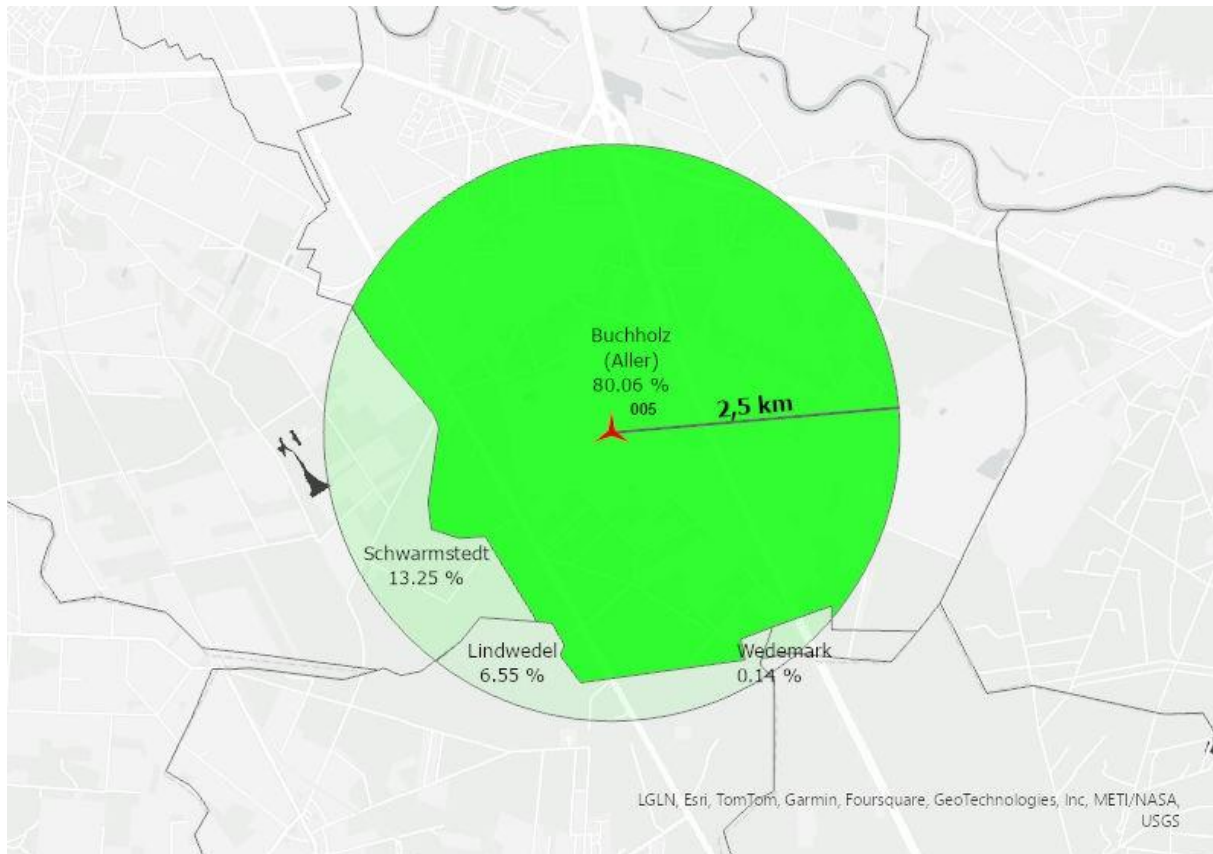 Buchholz
(Aller)
80.06 %
005
2,5 km
Schwarmstedt
13.25 %
Lindwedel
6.55 %
Wedemark
0.14 %
LGLN, Esri, TomTom, Garmin, Foursquare, GeoTechnologies, Inc, METI/NASA,
USGS